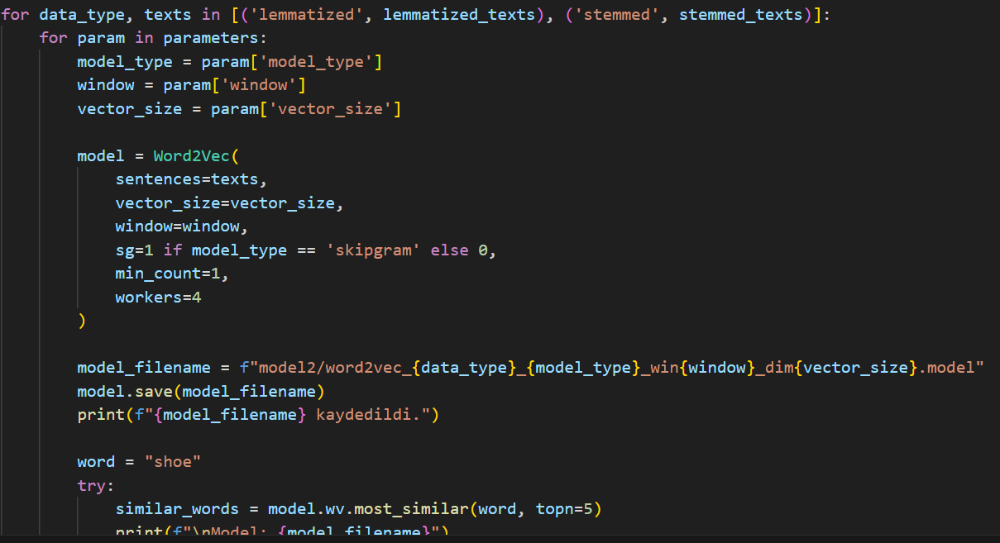 for data_type, texts in [('lemmatized', lemmatized_texts), ('stemmed', stemmed_texts)]:
    for param in parameters:
        model_type = param['model_type']
        window = param['window']
        vector_size = param['vector_size']

        model = Word2Vec(
            sentences=texts,
            vector_size=vector_size,
            window=window,
            sg=1 if model_type == 'skipgram' else 0,
            min_count=1,
            workers=4
        )

        model_filename = f"model2/word2vec_{data_type}_{model_type}_win{window}_dim{vector_size}.model"
        model.save(model_filename)
        print(f"{model_filename} kaydedildi.")

        word = "shoe"
        try:
            similar_words = model.wv.most_similar(word, topn=5)
            print(f"\nModel: {model_filename}")